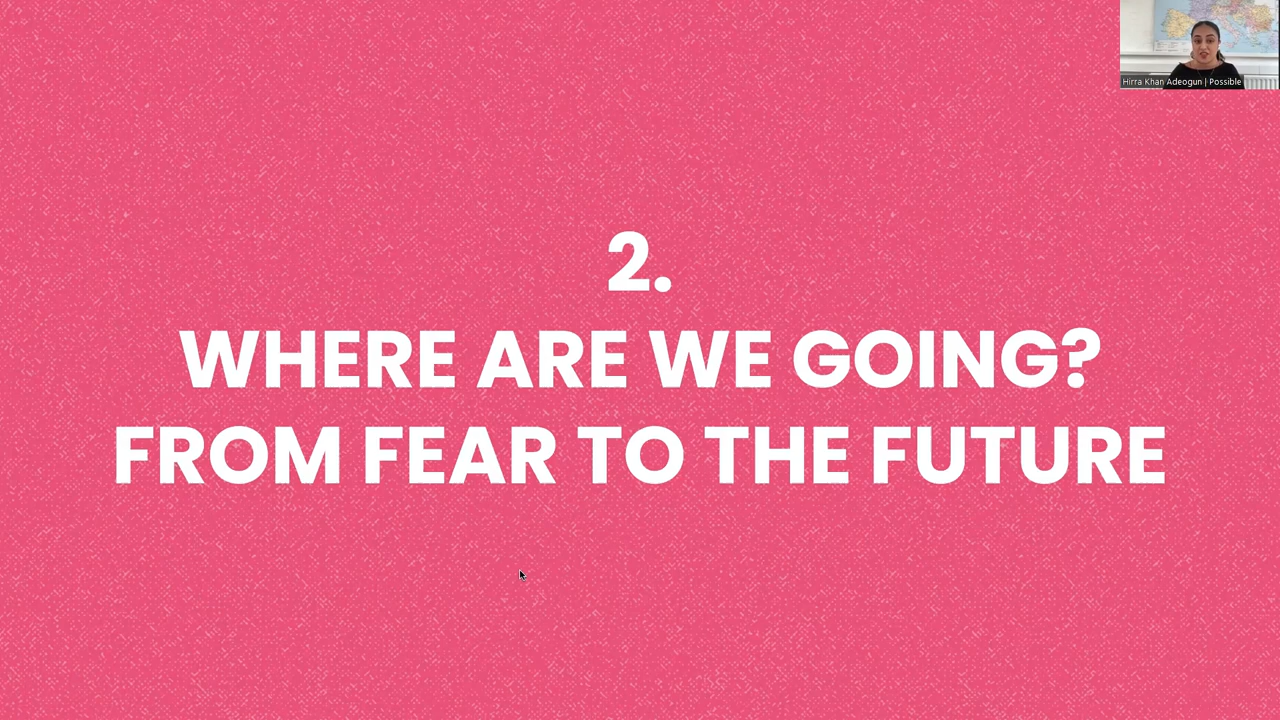 Hirra Khan Adeogun | Possible
2.
WHERE ARE WE GOING?
FROM FEAR TO THE FUTURE